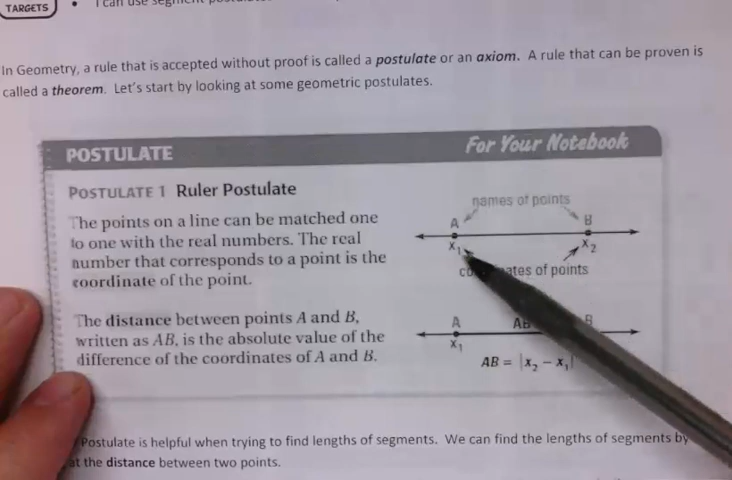 TARGETS
• I can use
In Geometry, a rule that is accepted without proof is called a postulate or an axiom. A rule that can be proven is
called a theorem. Let's start by looking at some geometric postulates.
POSTULATE
For Your Notebook
POSTULATE 1 Ruler Postulate
The points on a line can be matched one
to one with the real numbers. The real
number that corresponds to a point is the
coordinate of the point.
names of points
A B
x₁ x₂
of points
The distance between points A and B,
written as AB, is the absolute value of the
difference of the coordinates of A and B.
A AB B
x₁
AB = |x₂ − x₁|
Postulate is helpful when trying to find lengths of segments. We can find the lengths of segments by
at the distance between two points.